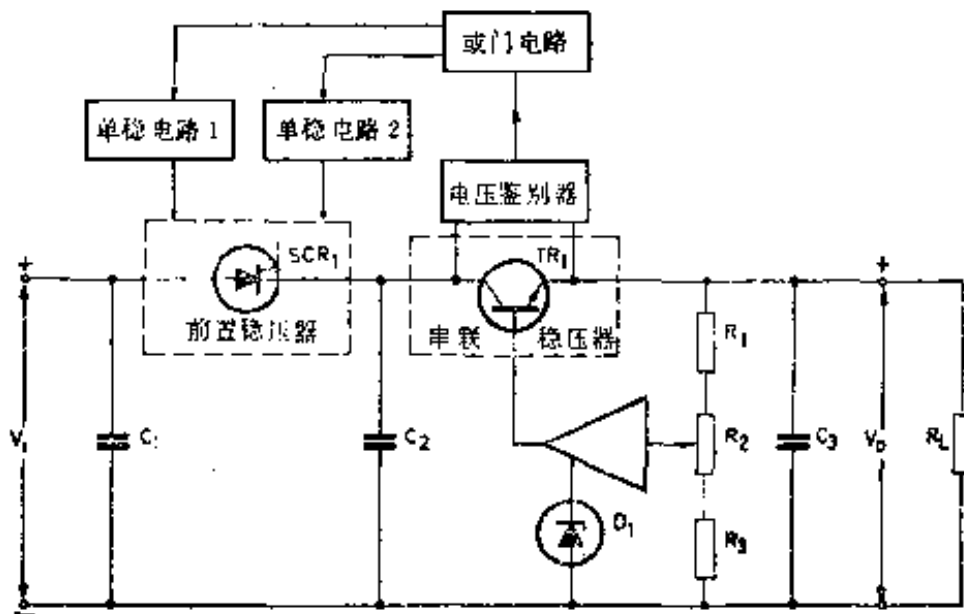 或门电路
单稳电路1
单稳电路2
电压鉴别器
SCR₁
TR₁
前置稳压器
串联
稳压器
R₁
V₁
C₁
C₂
R₂
C₃
V₀
R_L
D₁
R₃